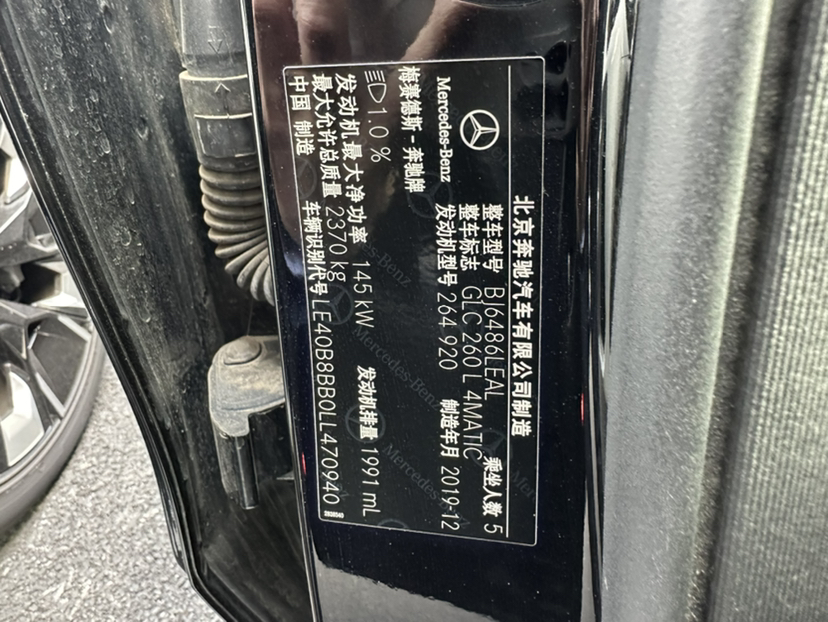 北京奔驰汽车有限公司制造
Mercedes-Benz
梅赛德斯-奔驰牌
整车型号 BJ6486LEAL 乘坐人数 5
整车标志 GLC 260 L 4MATIC
发动机型号 264 920 制造年月 2019-12
1.0 %
发动机最大净功率 145 kW 发动机排量 1991 mL
最大允许总质量 2370 kg
中国 制造 车辆识别代号 LE40B8BB0LL470940